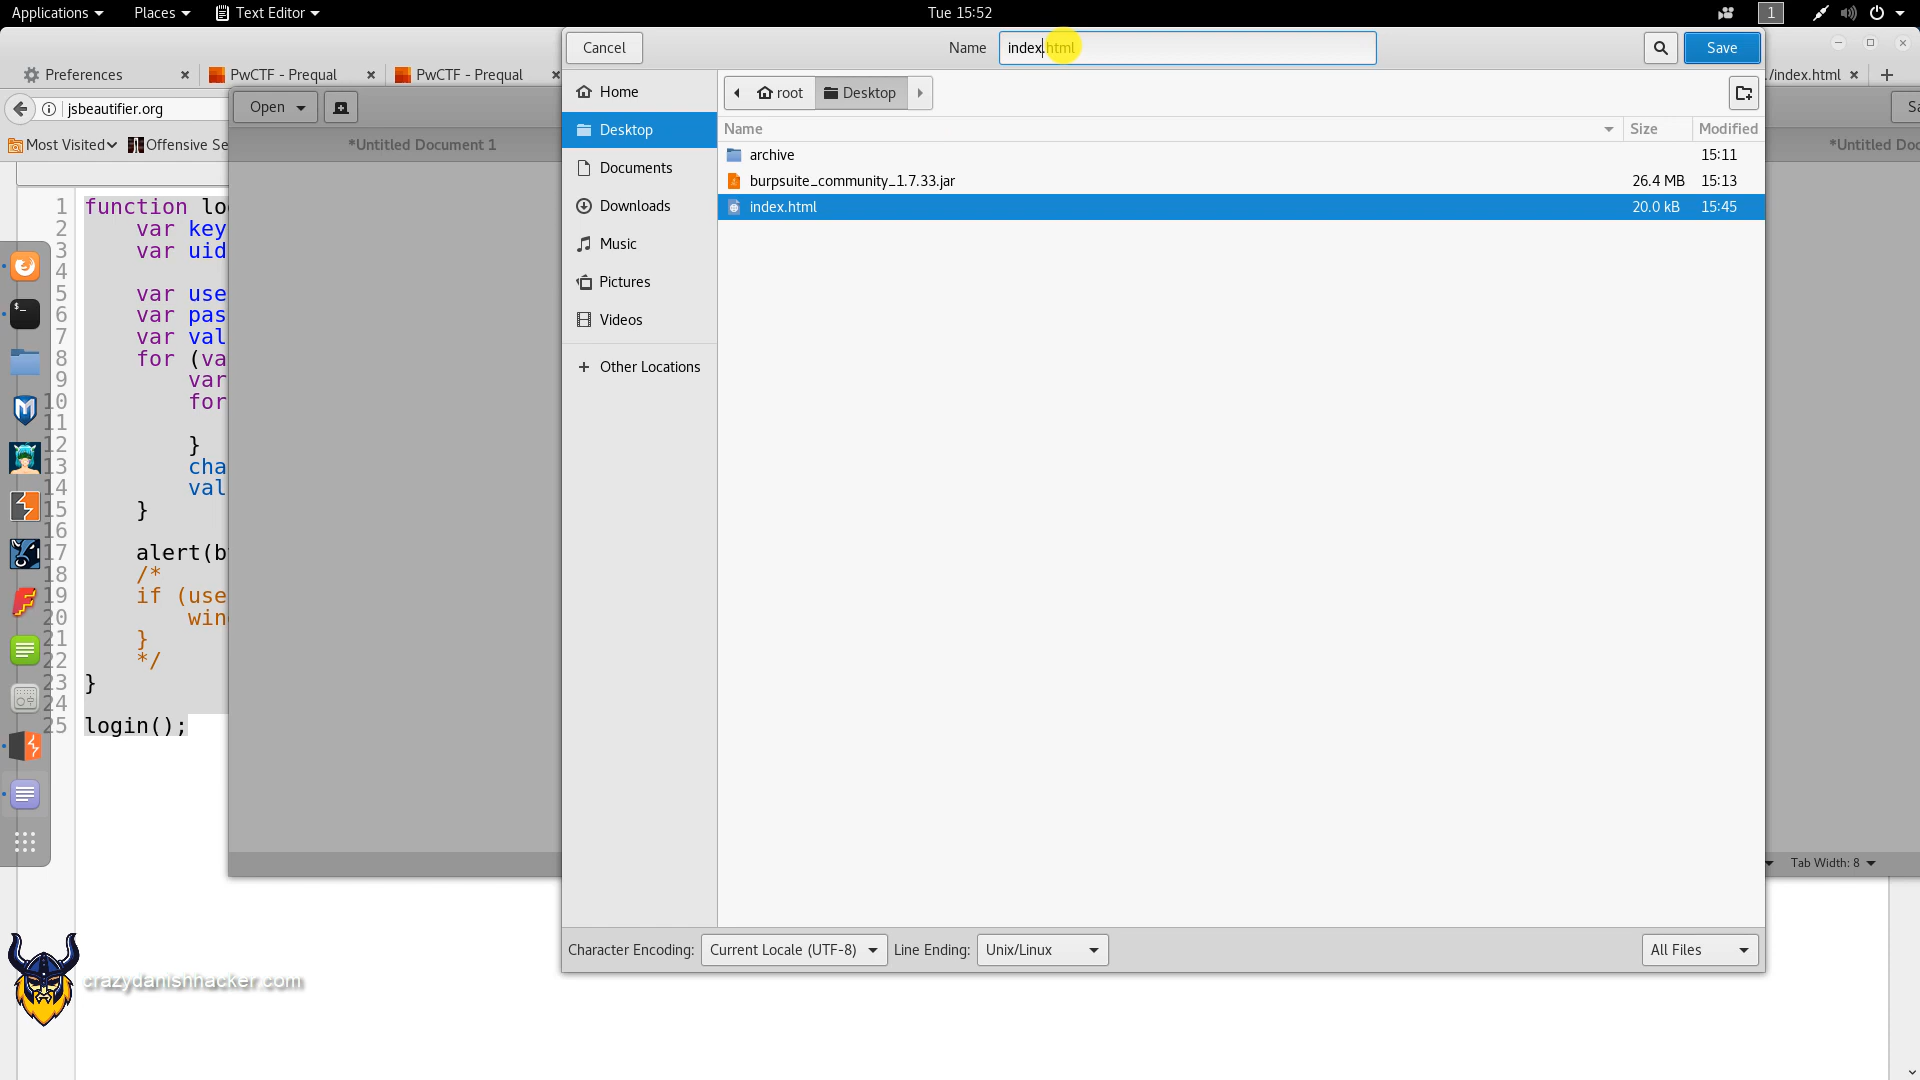 Applications Places Text Editor Tue 15:52 1
Cancel Name index.html Save
Preferences PwCTF - Prequal PwCTF - Prequal /index.html
jsbeautifier.org Open
Most Visited Offensive Se *Untitled Document 1
Home
Desktop
Documents
Downloads
Music
Pictures
Videos
Other Locations
root Desktop
Name Size Modified
archive 15:11
burpsuite_community_1.7.33.jar 26.4 MB 15:13
index.html 20.0 kB 15:45
Sa
*Untitled Doc
1 function lo
2 var key
3 var uid
4
5 var use
6 var pas
7 var val
8 for (va
9 var
10 for
11
12 }
13 cha
14 val
15 }
16
17 alert(b
18 /*
19 if (use
20 win
21 }
22 */
23 }
24
25 login();
Tab Width: 8
Character Encoding: Current Locale (UTF-8) Line Ending: Unix/Linux All Files
crazydanishhacker.com